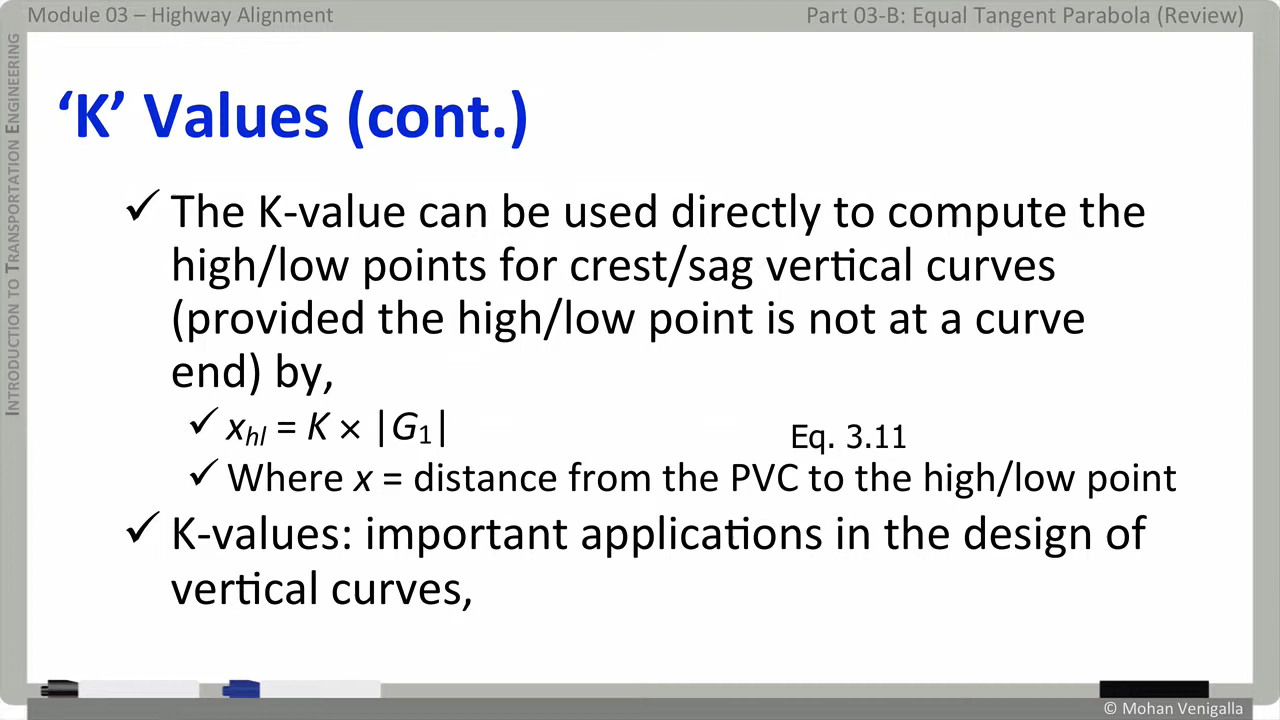 Module 03 – Highway Alignment
Part 03-B: Equal Tangent Parabola (Review)
INTRODUCTION TO TRANSPORTATION ENGINEERING
‘K’ Values (cont.)
✓ The K-value can be used directly to compute the
high/low points for crest/sag vertical curves
(provided the high/low point is not at a curve
end) by,
✓ xhl = K × |G1|
Eq. 3.11
✓ Where x = distance from the PVC to the high/low point
✓ K-values: important applications in the design of
vertical curves,
© Mohan Venigalla